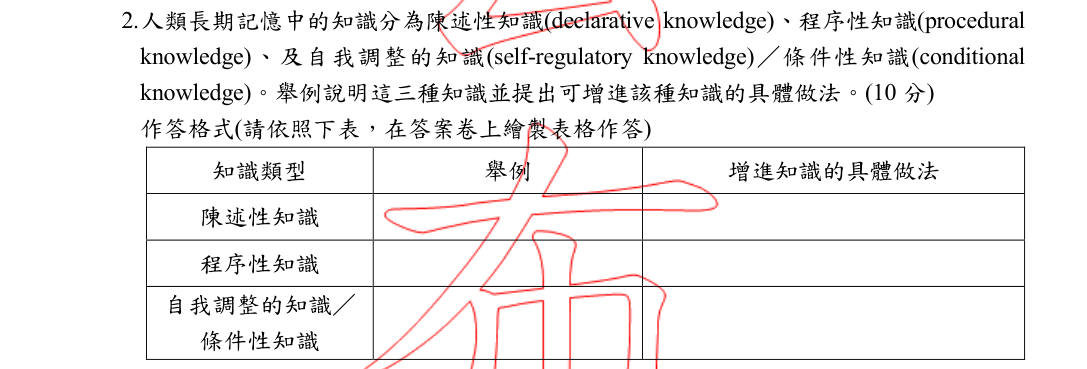 2.人類長期記憶中的知識分為陳述性知識(declarative knowledge)、程序性知識(procedural
knowledge)、及自我調整的知識(self-regulatory knowledge)／條件性知識(conditional
knowledge)。舉例說明這三種知識並提出可增進該種知識的具體做法。(10 分)
作答格式(請依照下表，在答案卷上繪製表格作答)
知識類型 舉例 增進知識的具體做法
陳述性知識
程序性知識
自我調整的知識／
條件性知識
布